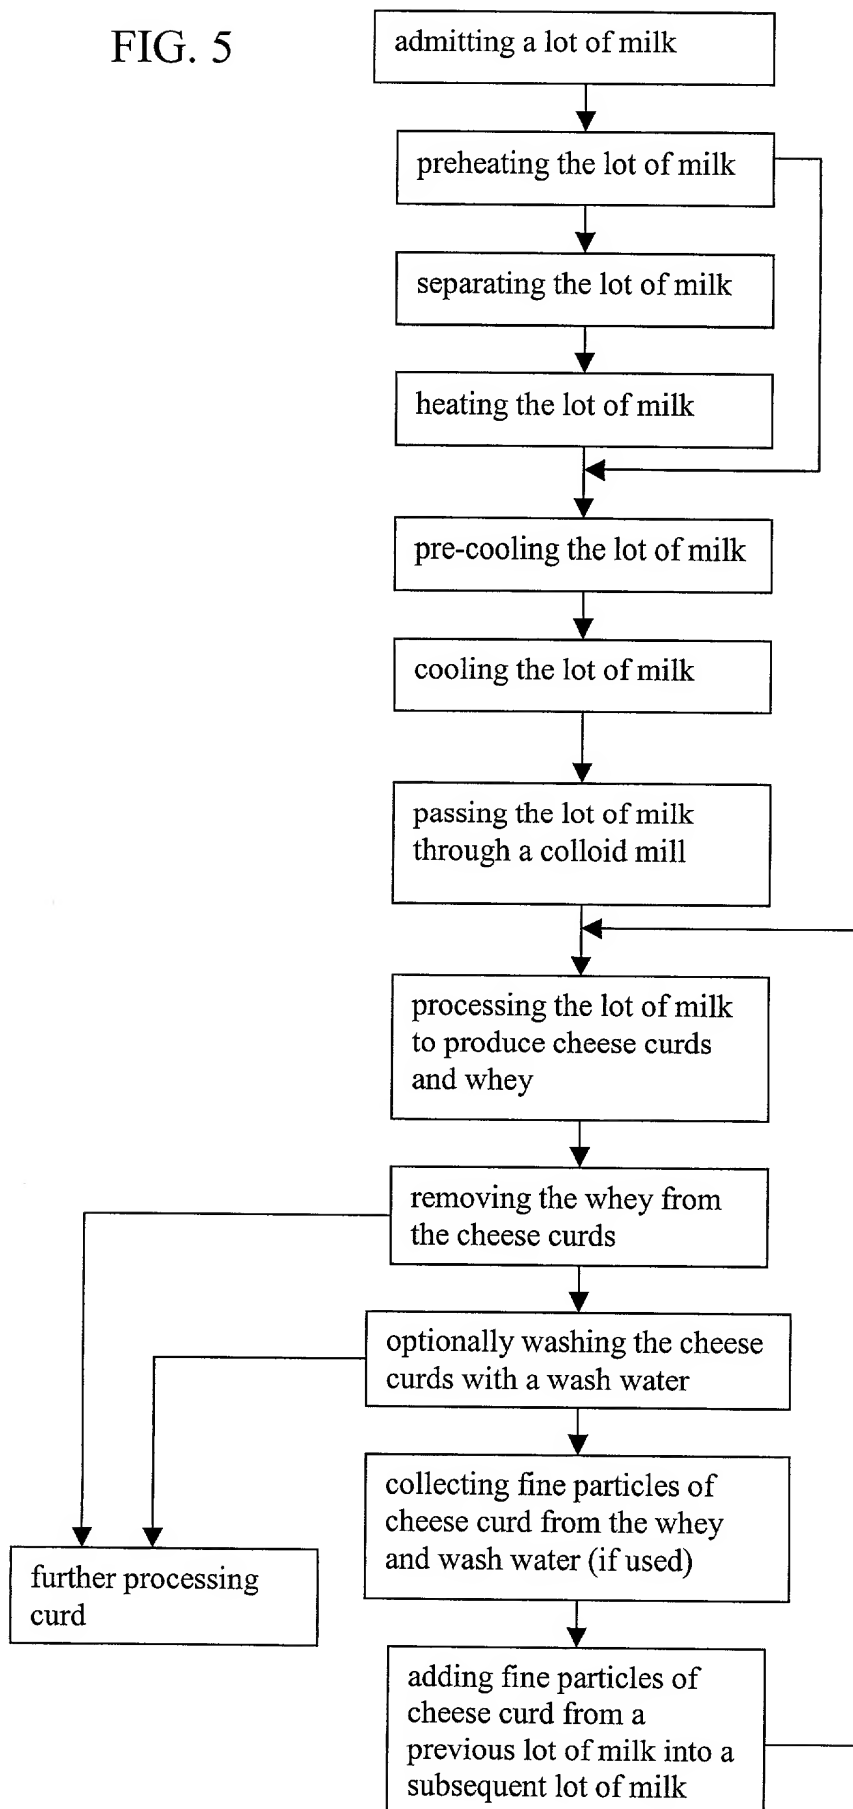 FIG. 5
admitting a lot of milk
preheating the lot of milk
separating the lot of milk
heating the lot of milk
pre-cooling the lot of milk
cooling the lot of milk
passing the lot of milk
through a colloid mill
processing the lot of milk
to produce cheese curds
and whey
removing the whey from
the cheese curds
optionally washing the cheese
curds with a wash water
collecting fine particles of
cheese curd from the whey
and wash water (if used)
further processing
curd
adding fine particles of
cheese curd from a
previous lot of milk into a
subsequent lot of milk